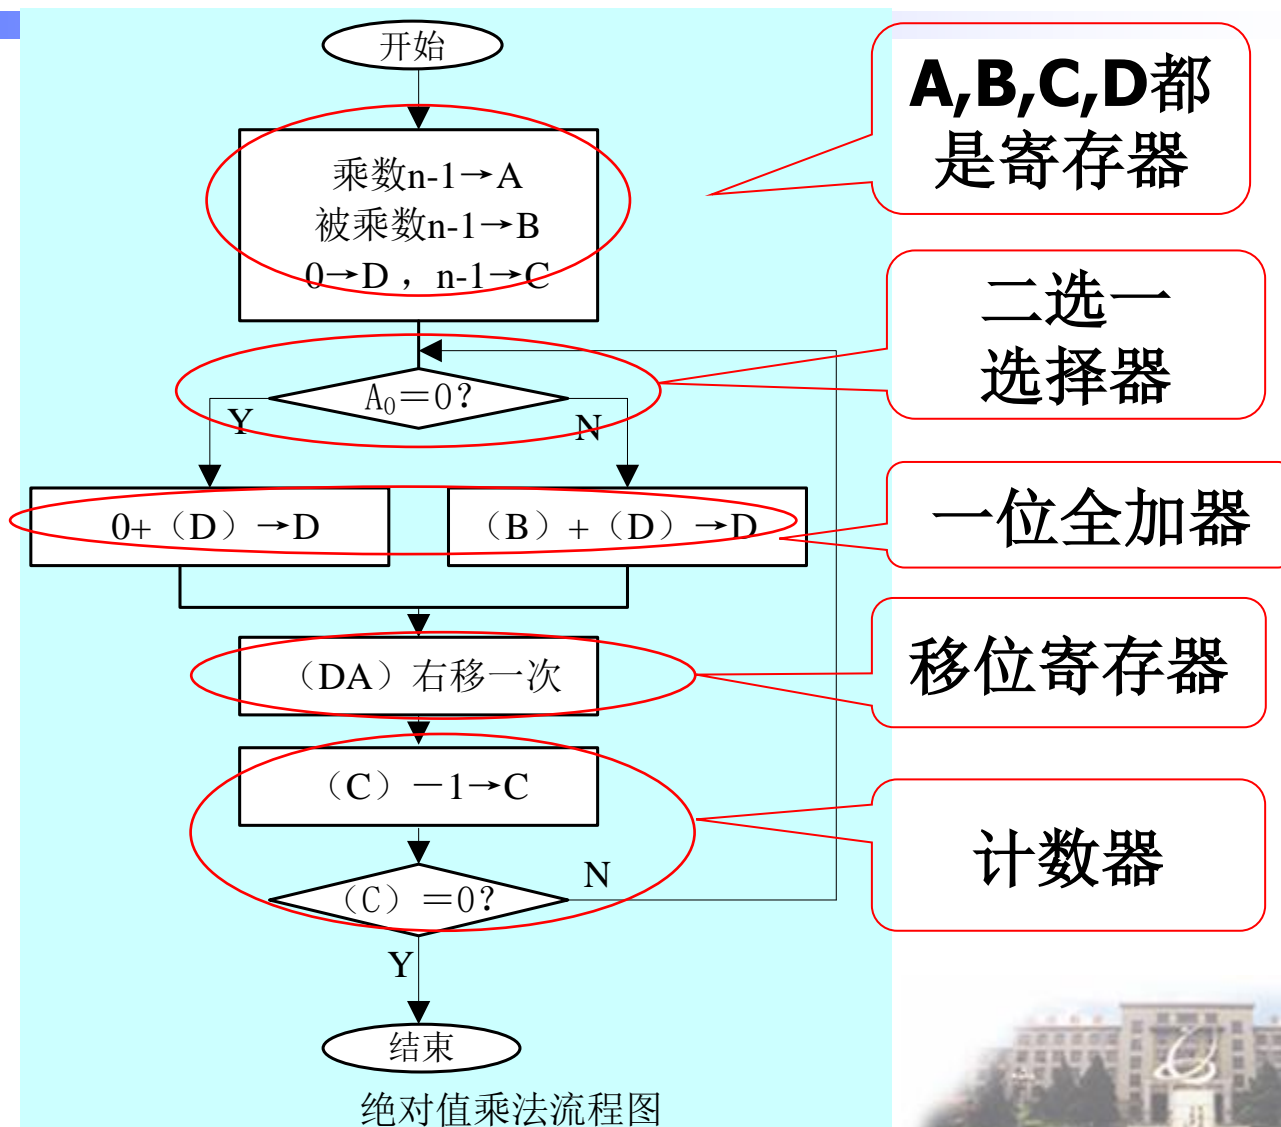 开始
乘数n-1→A
被乘数n-1→B
0→D ，n-1→C
A₀＝0?
Y
N
0+（D）→D
（B）+（D）→D
（DA）右移一次
（C）－1→C
（C）＝0?
N
Y
结束
绝对值乘法流程图
A,B,C,D都
是寄存器
二选一
选择器
一位全加器
移位寄存器
计数器